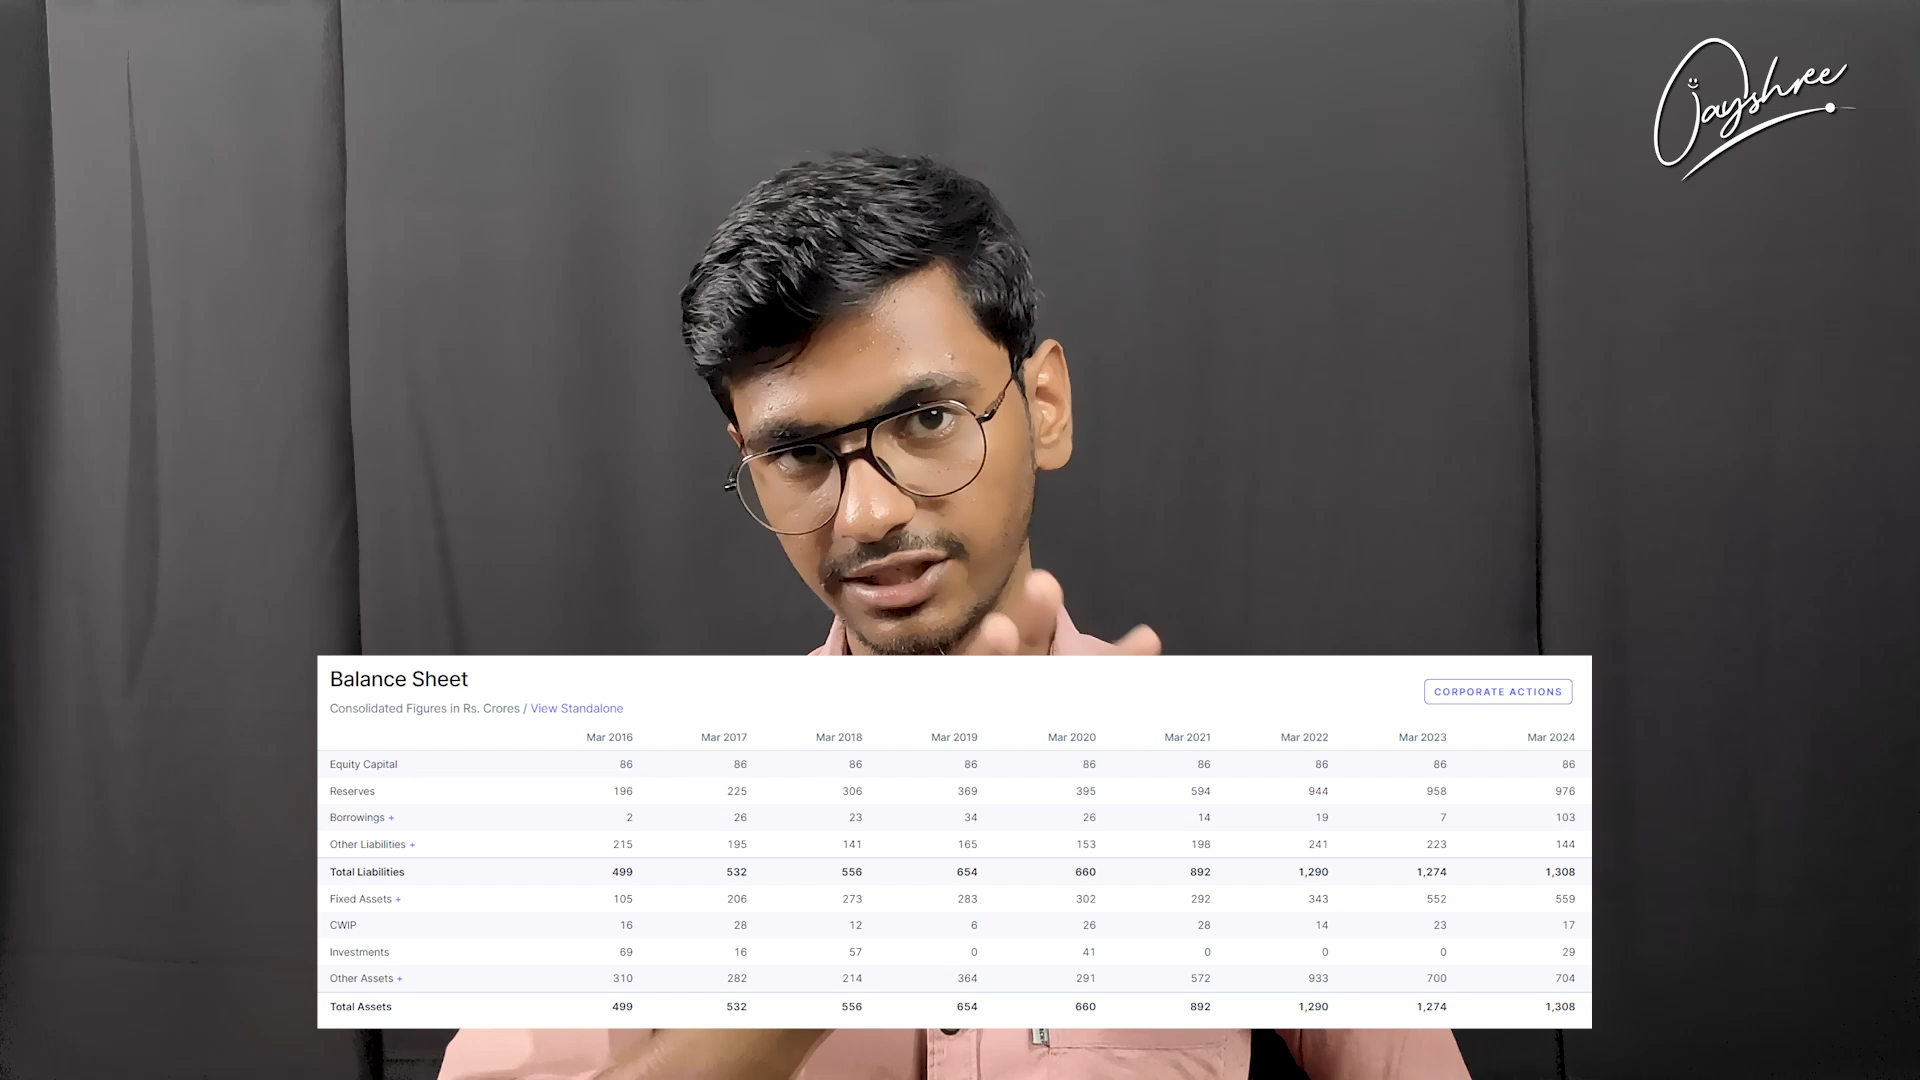 Jayshree
Balance Sheet
CORPORATE ACTIONS
Consolidated Figures in Rs. Crores / View Standalone
Mar 2016 Mar 2017 Mar 2018 Mar 2019 Mar 2020 Mar 2021 Mar 2022 Mar 2023 Mar 2024
Equity Capital 86 86 86 86 86 86 86 86 86
Reserves 196 225 306 369 395 594 944 958 976
Borrowings + 2 26 23 34 26 14 19 7 103
Other Liabilities + 215 195 141 165 153 198 241 223 144
Total Liabilities 499 532 556 654 660 892 1,290 1,274 1,308
Fixed Assets + 105 206 273 283 302 292 343 552 559
CWIP 16 28 12 6 26 28 14 23 17
Investments 69 16 57 0 41 0 0 0 29
Other Assets + 310 282 214 364 291 572 933 700 704
Total Assets 499 532 556 654 660 892 1,290 1,274 1,308